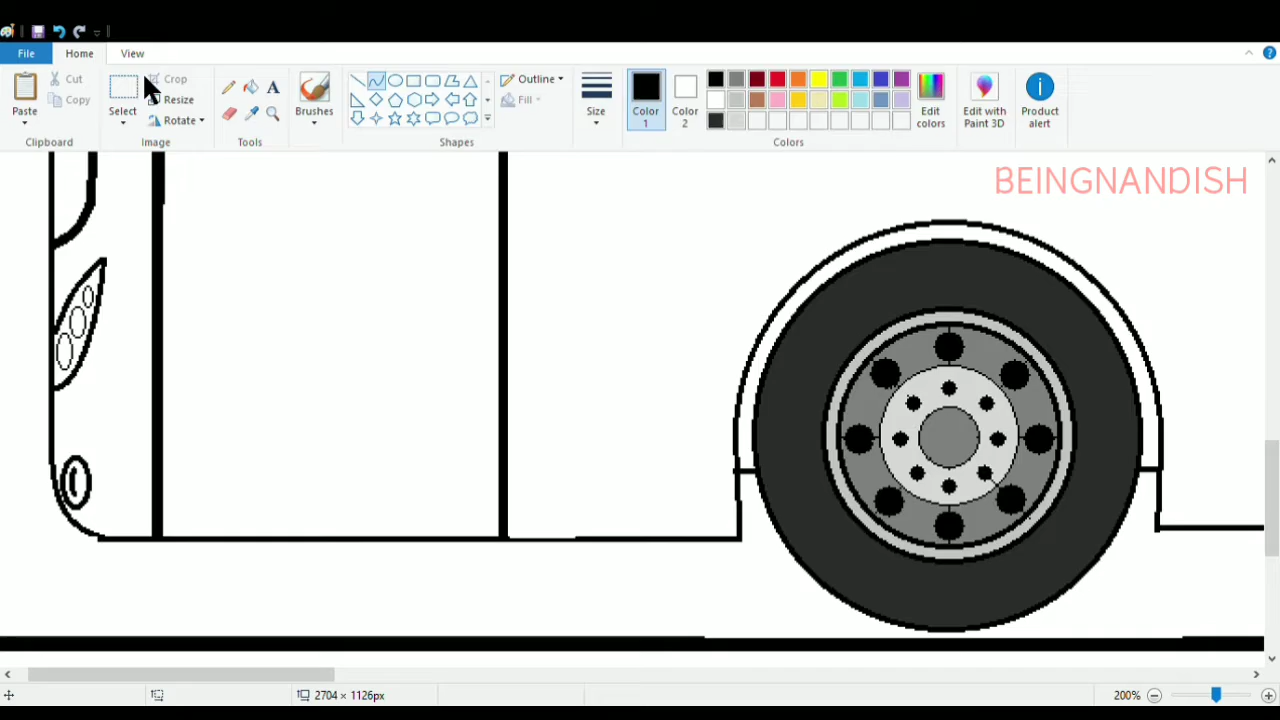 File Home View
Paste Cut Copy Clipboard
Select Crop Resize Rotate Image
A Tools
Brushes
Shapes
Outline Fill
Size
Color 1
Color 2
Edit colors
Colors
Edit with Paint 3D
Product alert
BEINGNANDISH
2704 × 1126px
200%